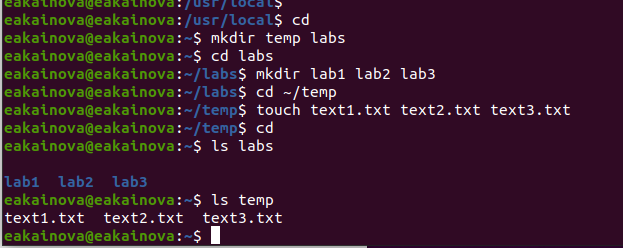 eakainova@eakainova:/usr/local$
eakainova@eakainova:/usr/local$ cd
eakainova@eakainova:~$ mkdir temp labs
eakainova@eakainova:~$ cd labs
eakainova@eakainova:~/labs$ mkdir lab1 lab2 lab3
eakainova@eakainova:~/labs$ cd ~/temp
eakainova@eakainova:~/temp$ touch text1.txt text2.txt text3.txt
eakainova@eakainova:~/temp$ cd
eakainova@eakainova:~$ ls labs
lab1  lab2  lab3
eakainova@eakainova:~$ ls temp
text1.txt  text2.txt  text3.txt
eakainova@eakainova:~$